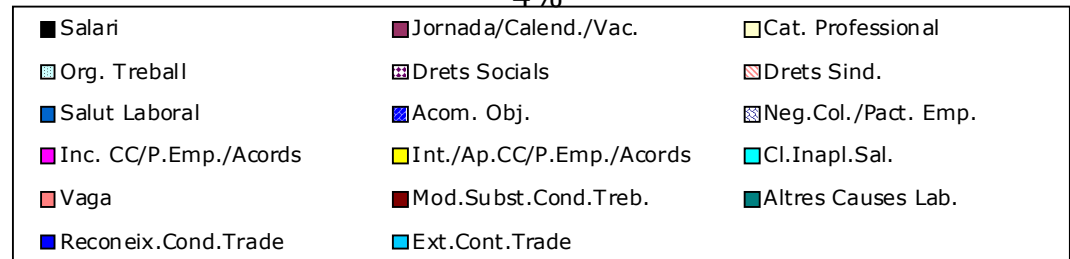 4%
Salari Jornada/Calend./Vac. Cat. Professional
Org. Treball Drets Socials Drets Sind.
Salut Laboral Acom. Obj. Neg.Col./Pact. Emp.
Inc. CC/P.Emp./Acords Int./Ap.CC/P.Emp./Acords Cl.Inapl.Sal.
Vaga Mod.Subst.Cond.Treb. Altres Causes Lab.
Reconeix.Cond.Trade Ext.Cont.Trade